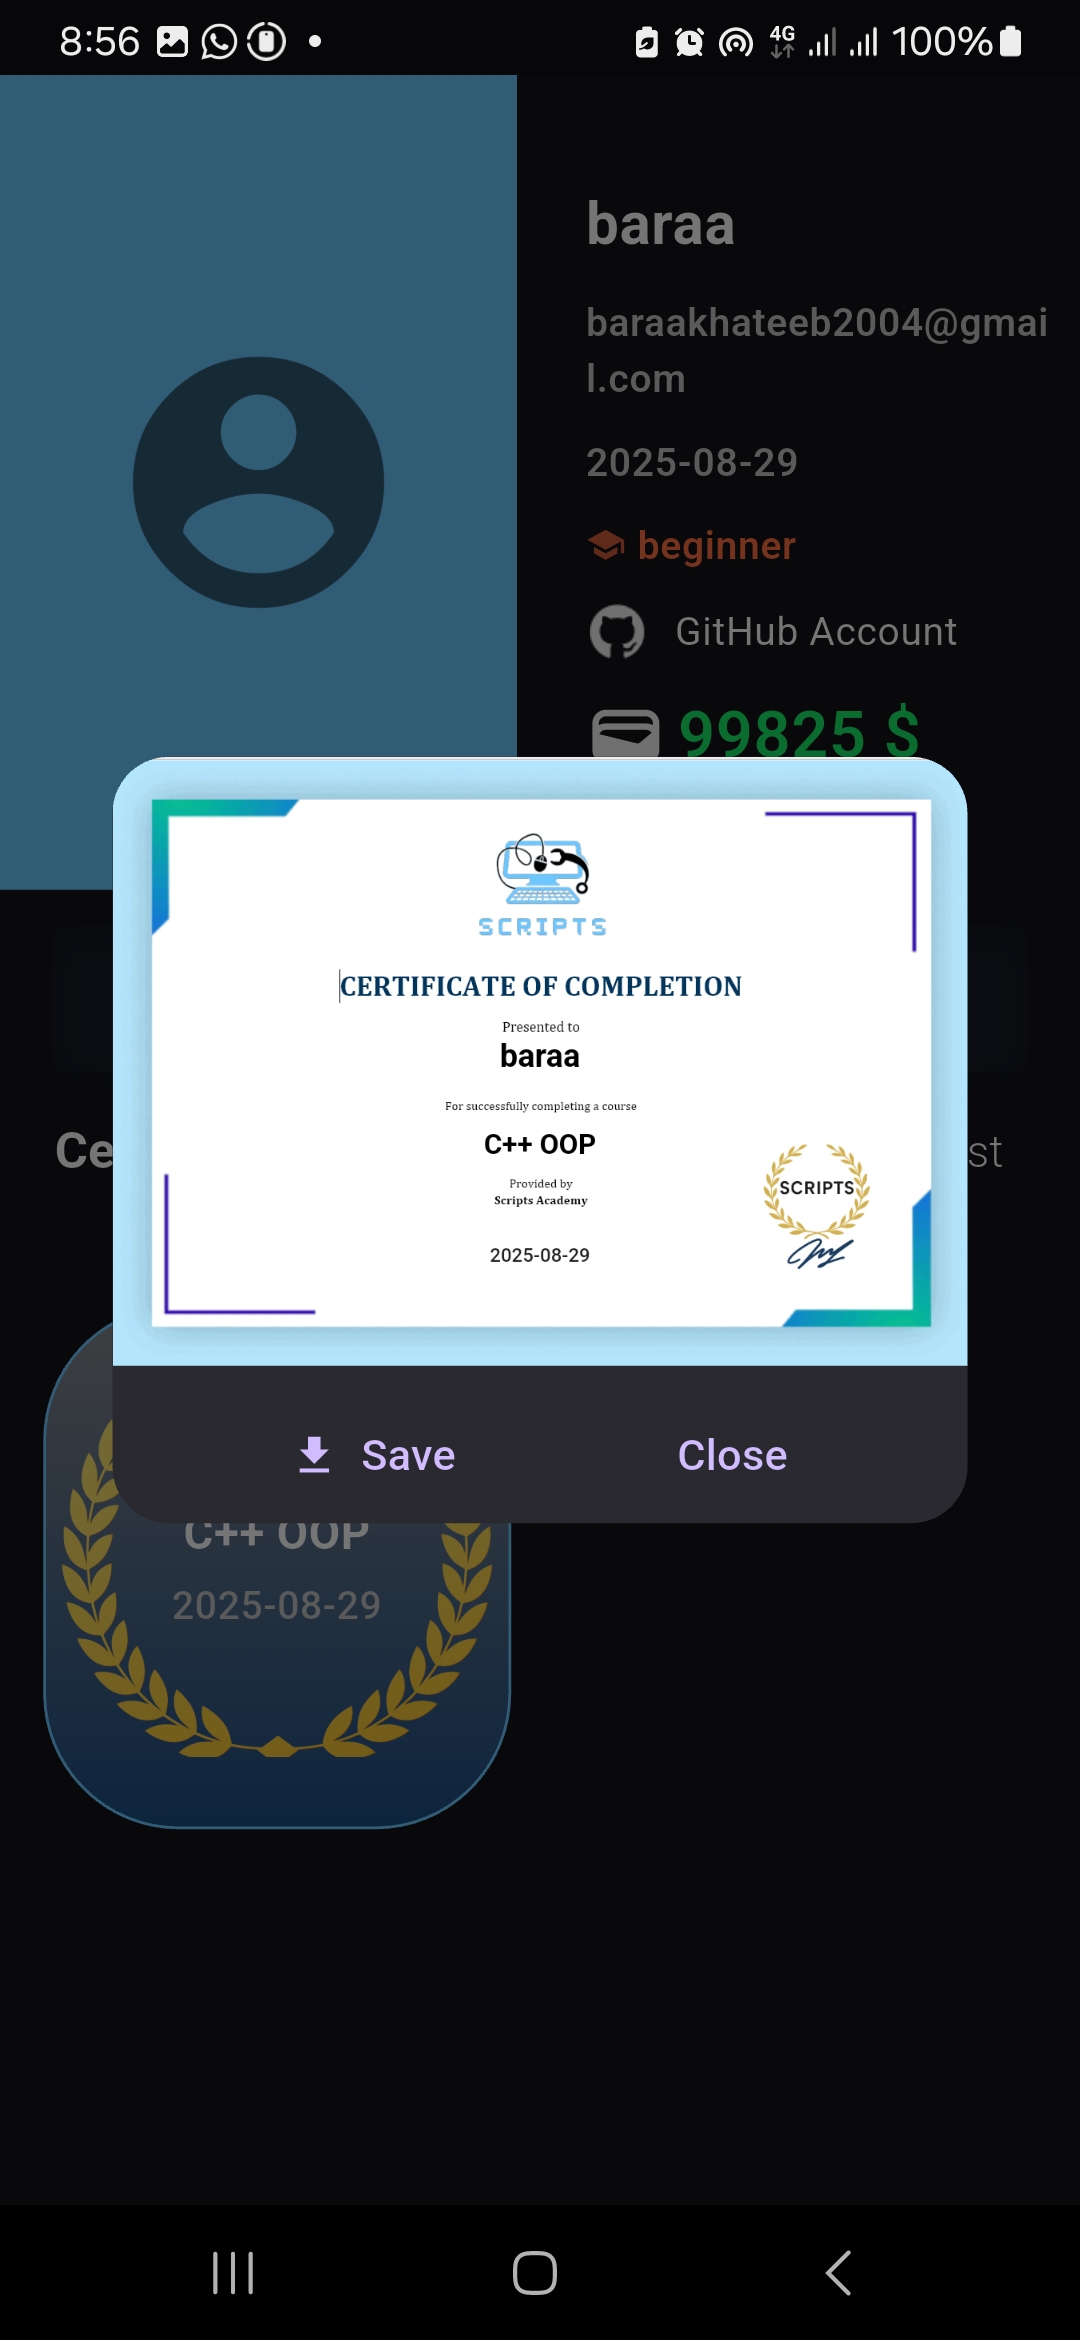 8:56
4G
100%
baraa
baraakhateeb2004@gmai
l.com
2025-08-29
beginner
GitHub Account
99825 $
SCRIPTS
CERTIFICATE OF COMPLETION
Presented to
baraa
For successfully completing a course
C++ OOP
Provided by
Scripts Academy
SCRIPTS
2025-08-29
Ce
st
Save
Close
C++ OOP
2025-08-29